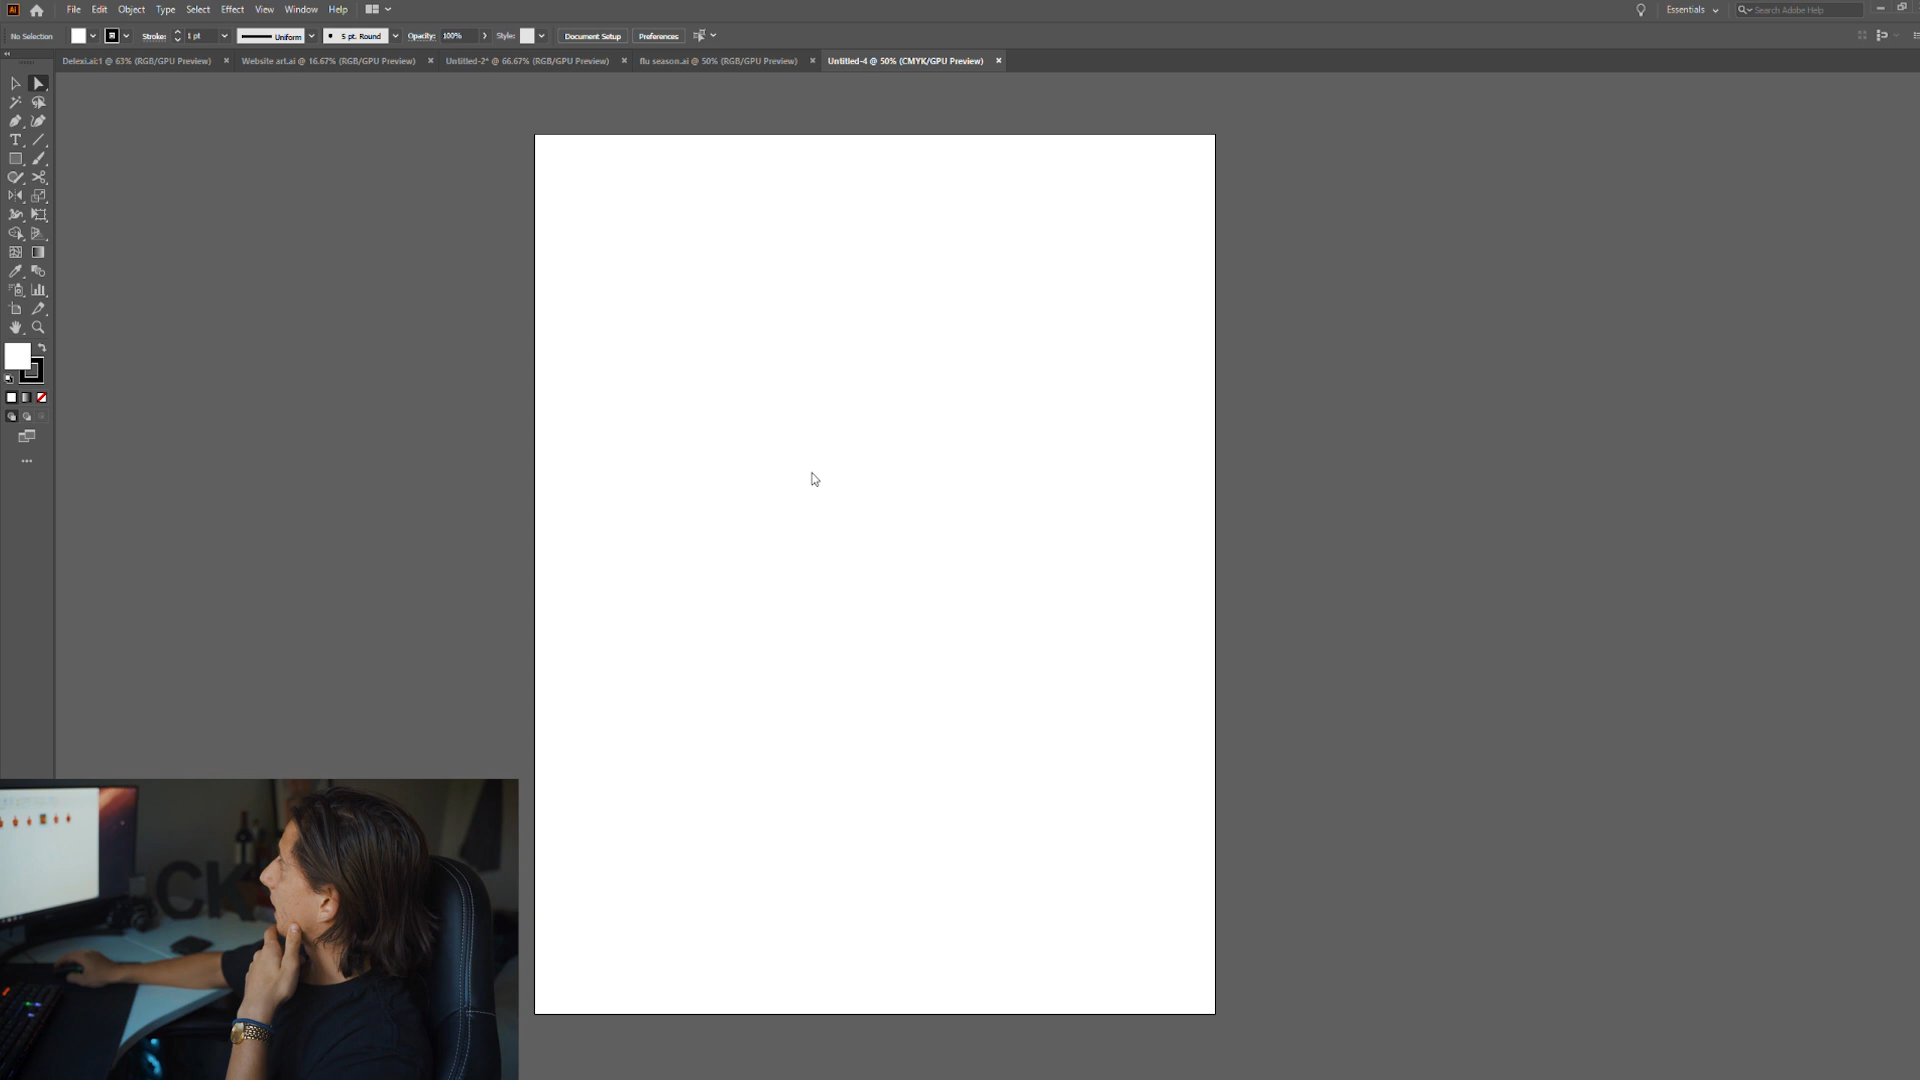 Ai File Edit Object Type Select Effect View Window Help Essentials Search Adobe Help
No Selection Stroke: 1 pt Uniform 5 pt. Round Opacity: 100% Style: Document Setup Preferences
Delexi.ai:1 @ 63% (RGB/GPU Preview) × Website art.ai @ 16.67% (RGB/GPU Preview) × Untitled-2* @ 66.67% (RGB/GPU Preview) × flu season.ai @ 50% (RGB/GPU Preview) × Untitled-4 @ 50% (CMYK/GPU Preview) ×
CK